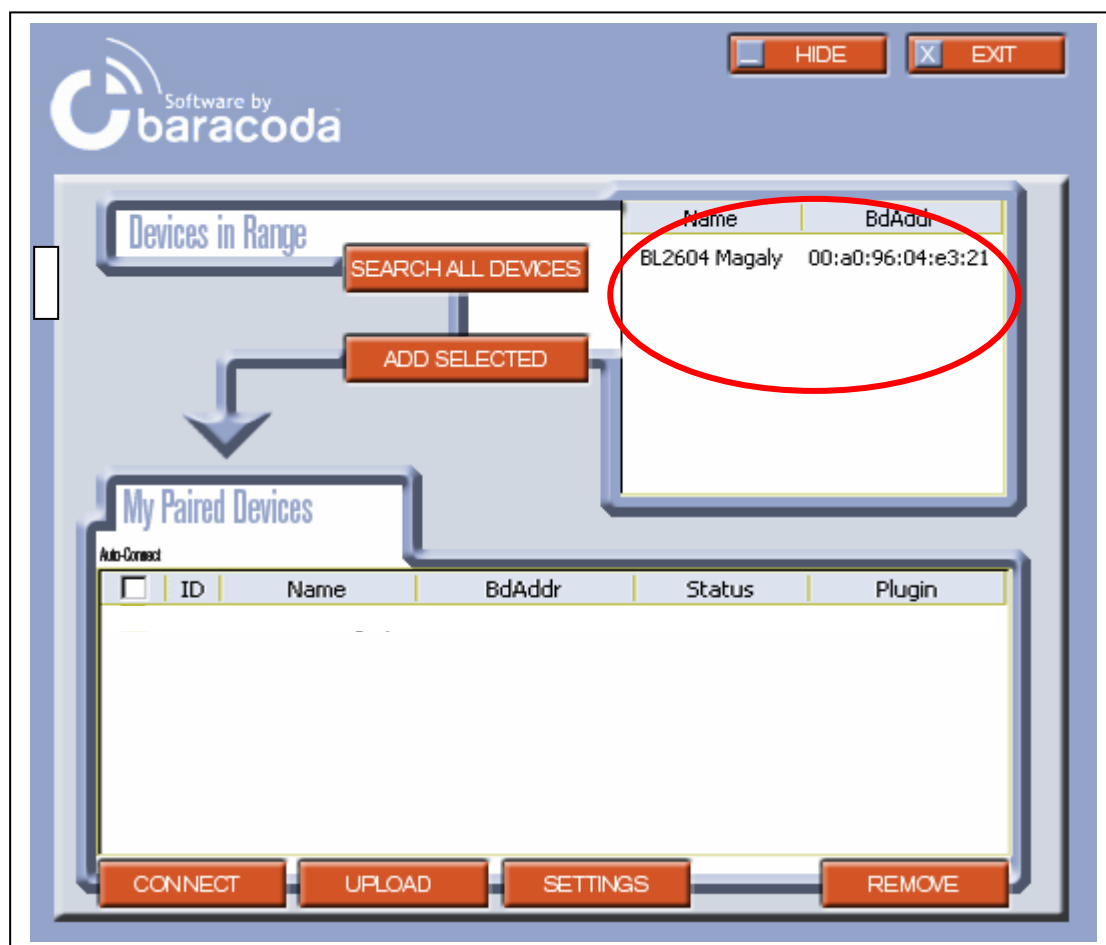 HIDE
X EXIT
Software by
baracoda
Devices in Range
Name BdAddr
BL2604 Magaly 00:a0:96:04:e3:21
SEARCH ALL DEVICES
ADD SELECTED
My Paired Devices
Auto-Connect
ID Name BdAddr Status Plugin
CONNECT UPLOAD SETTINGS REMOVE